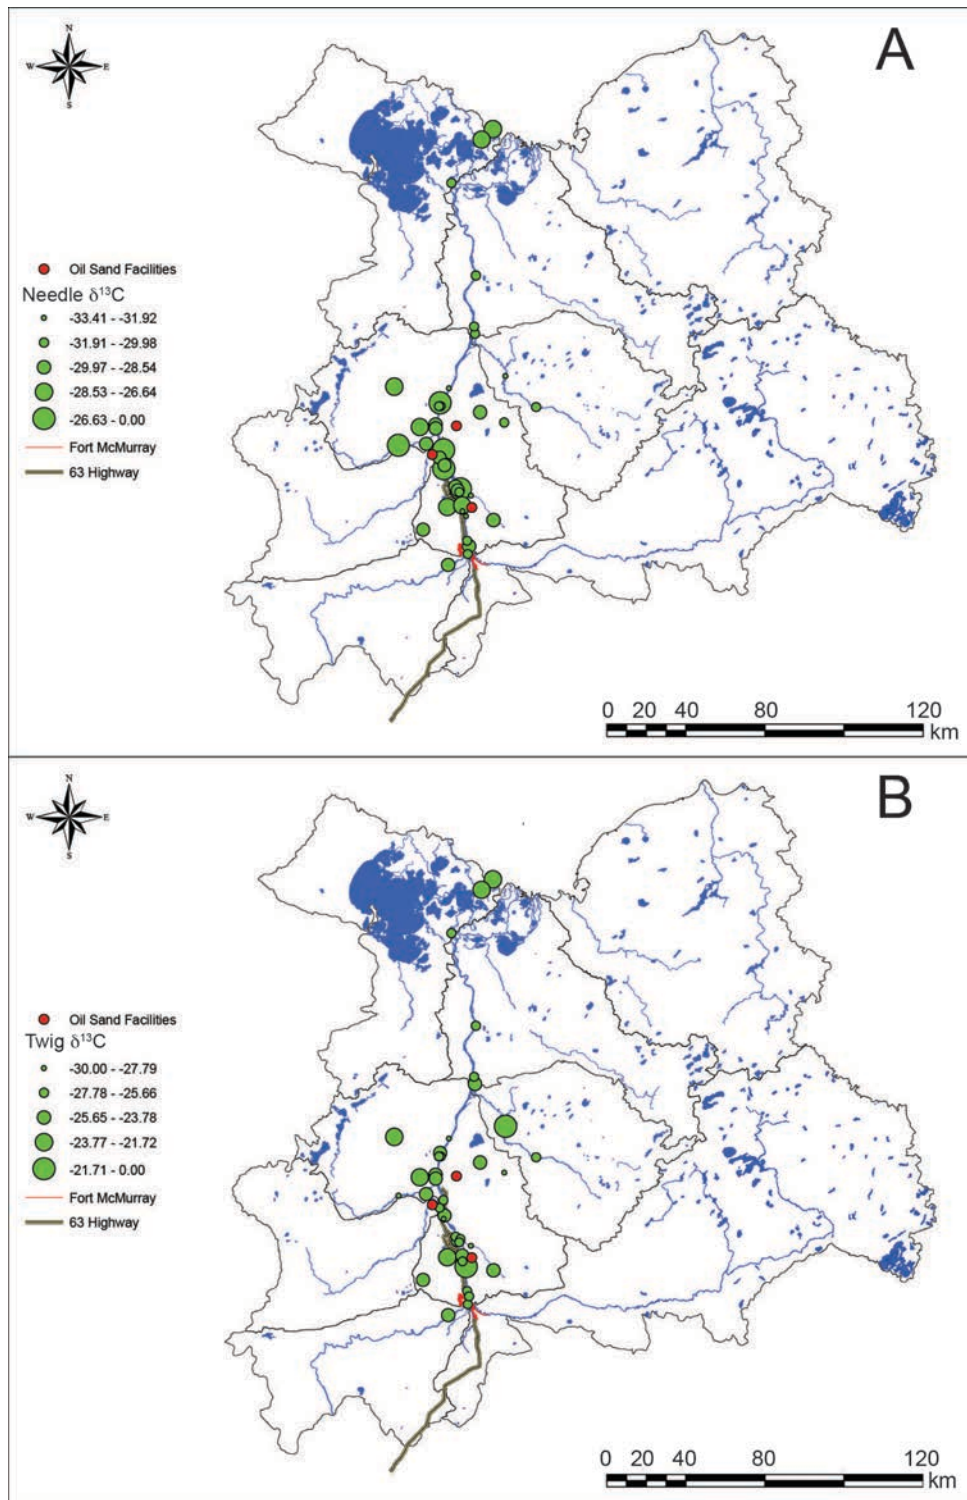 A
N
W E
S
Oil Sand Facilities
Needle δ¹³C
-33.41 - -31.92
-31.91 - -29.98
-29.97 - -28.54
-28.53 - -26.64
-26.63 - 0.00
Fort McMurray
63 Highway
0 20 40 80 120
km
B
N
W E
S
Oil Sand Facilities
Twig δ¹³C
-30.00 - -27.79
-27.78 - -25.66
-25.65 - -23.78
-23.77 - -21.72
-21.71 - 0.00
Fort McMurray
63 Highway
0 20 40 80 120
km